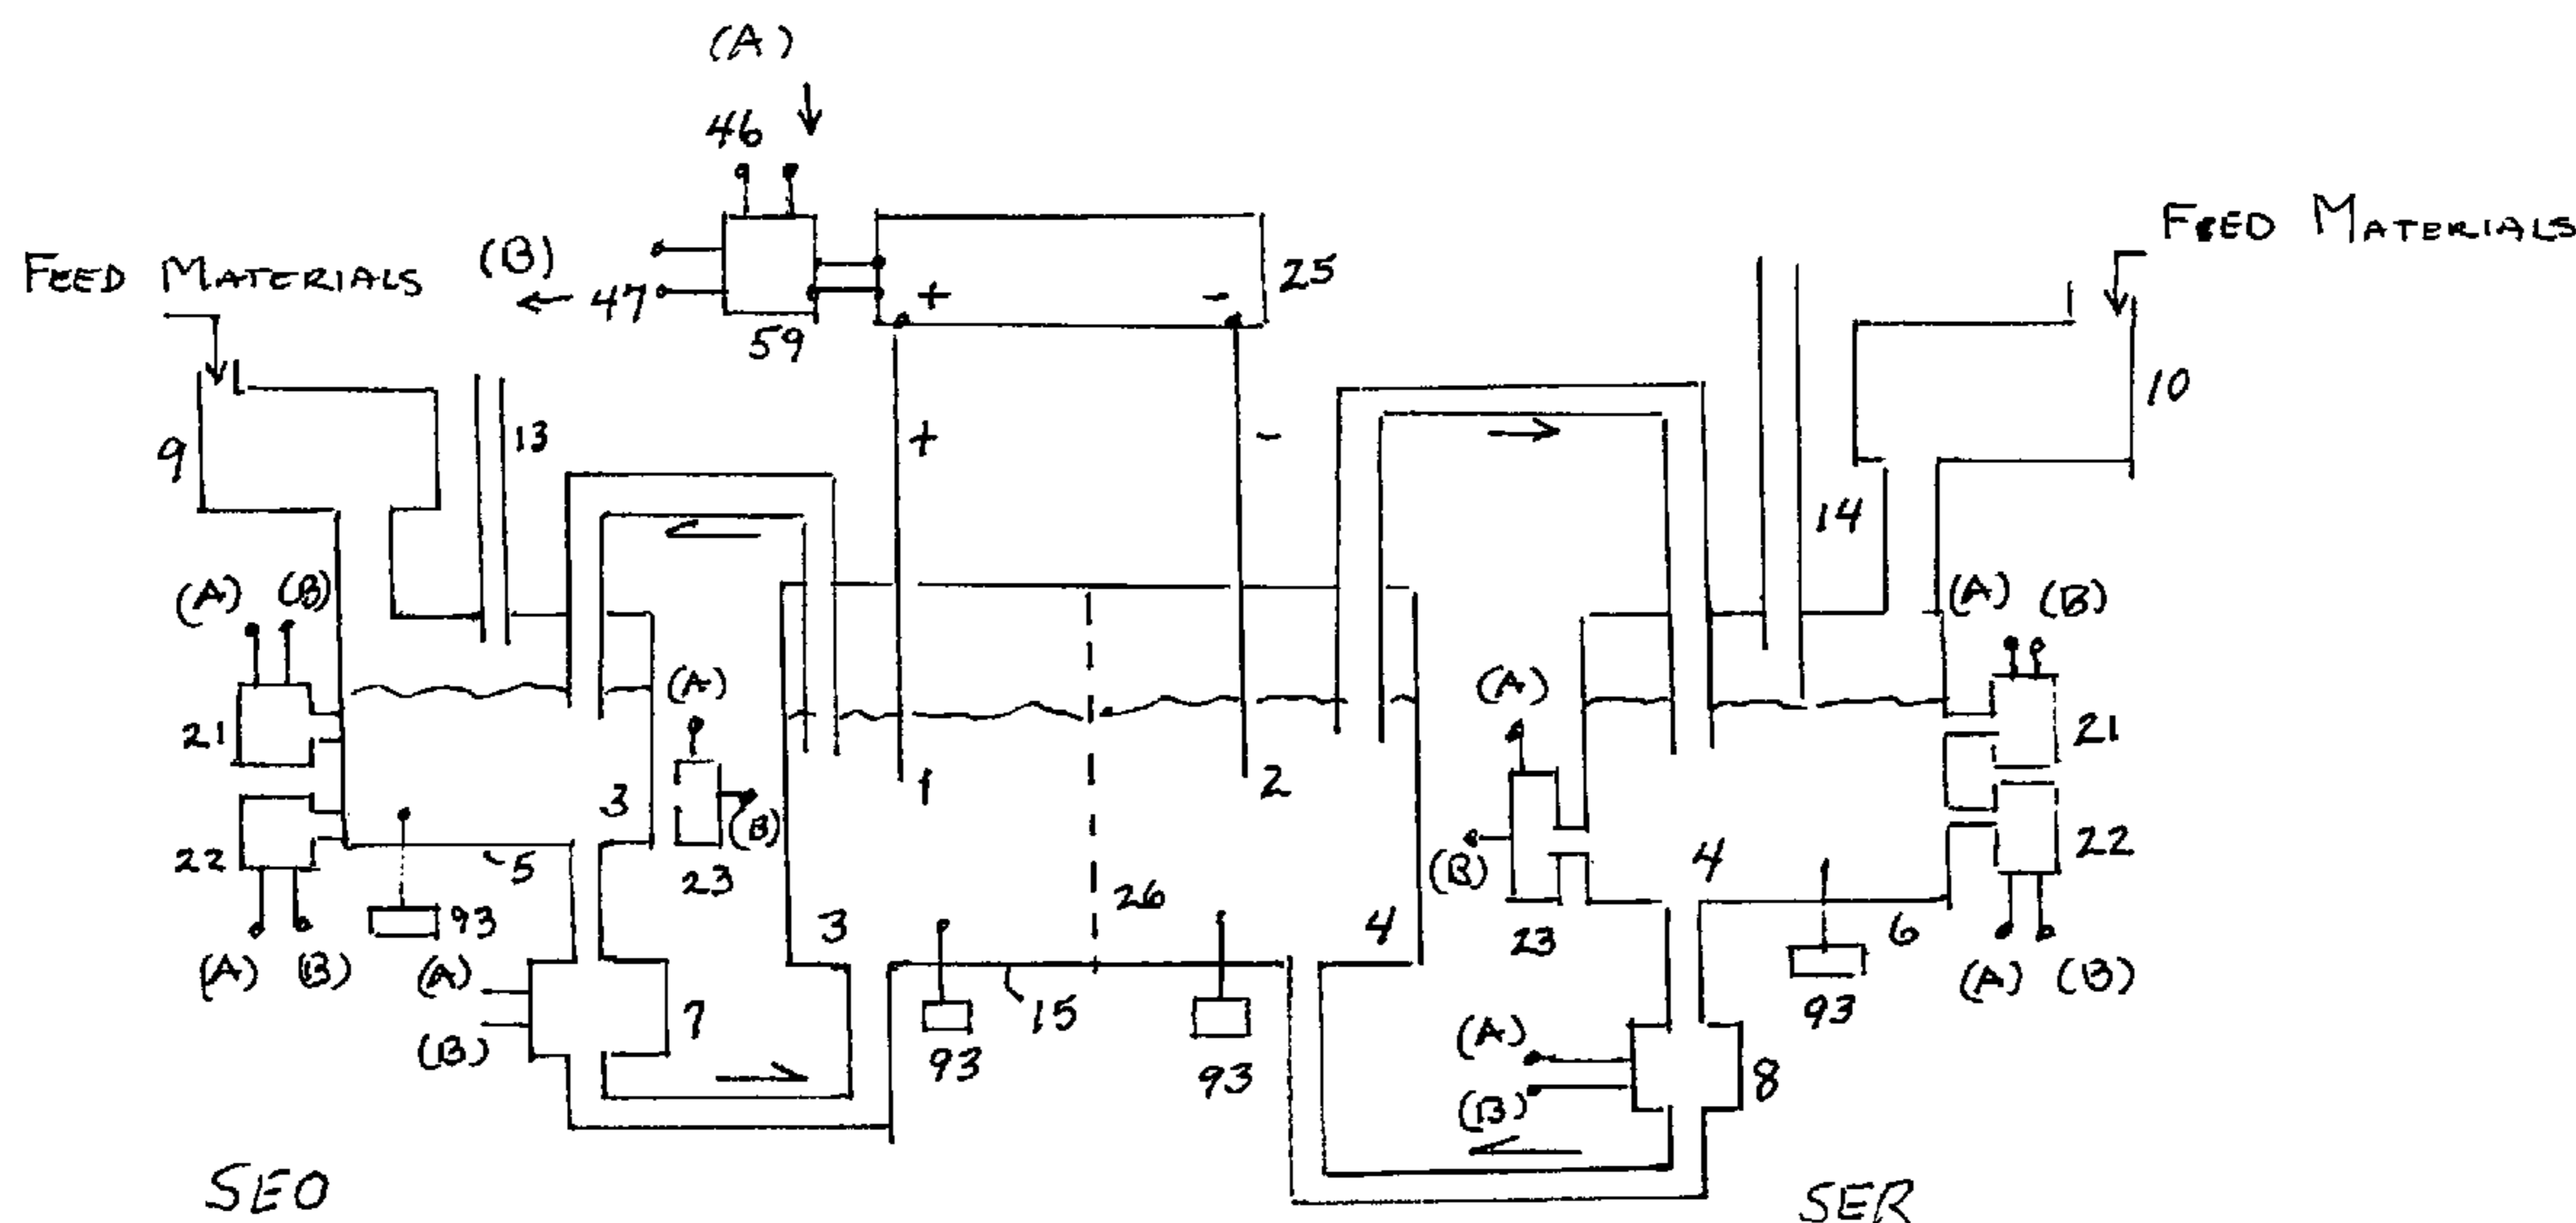 (A)
46
FEED MATERIALS
(B)
47
59
+
-
25
FEED MATERIALS
9
13
+
-
10
14
(A) (B)
(A)
(A)
(A) (B)
21
3
1
2
21
22
5
(B)
23
(B)
23
4
22
93
3
26
4
6
(A) (B)
(A)
(B)
7
93
15
93
(A)
(B)
8
93
(A) (B)
SEO
SER